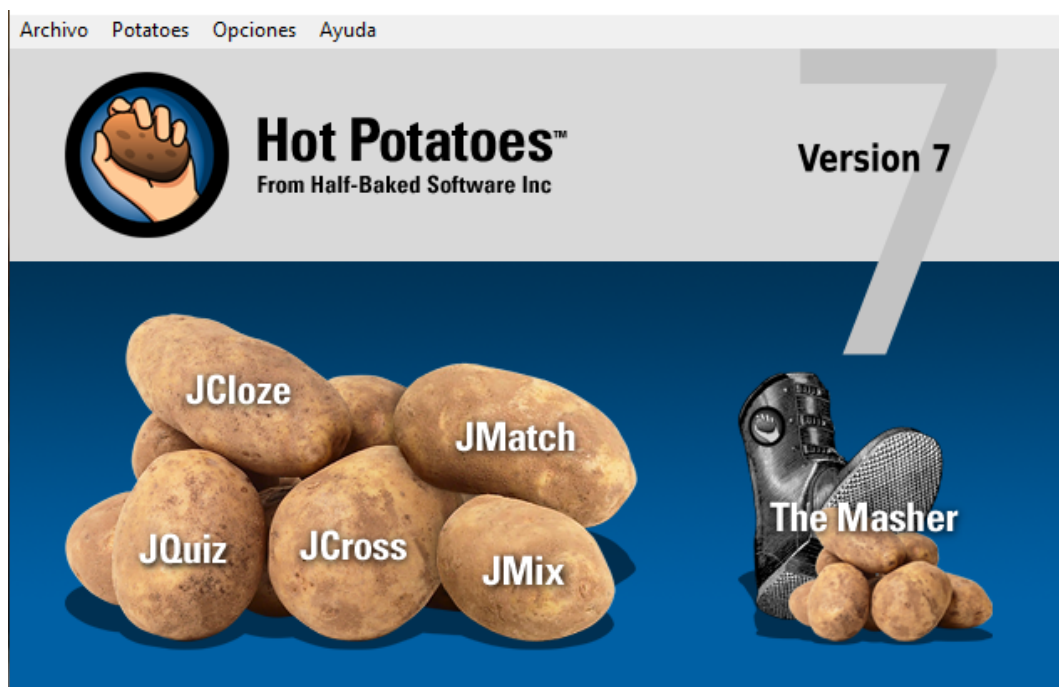 Archivo Potatoes Opciones Ayuda
Hot Potatoes™
From Half-Baked Software Inc
7
Version 7
JCloze
JMatch
JQuiz
JCross
JMix
The Masher